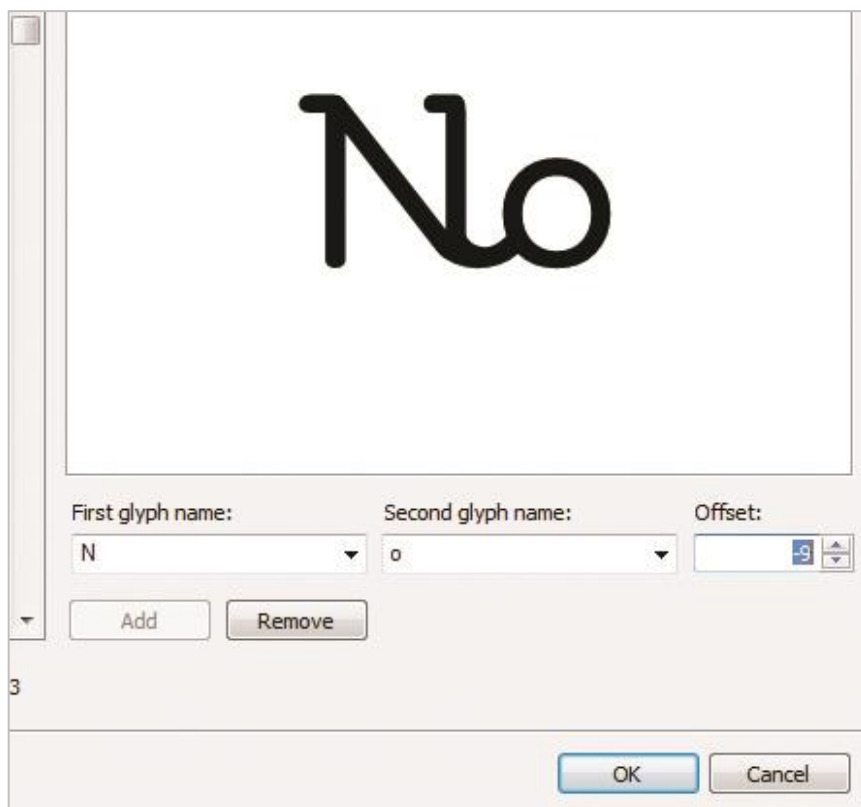 No
First glyph name: Second glyph name: Offset:
N o -9
Add Remove
3
OK Cancel